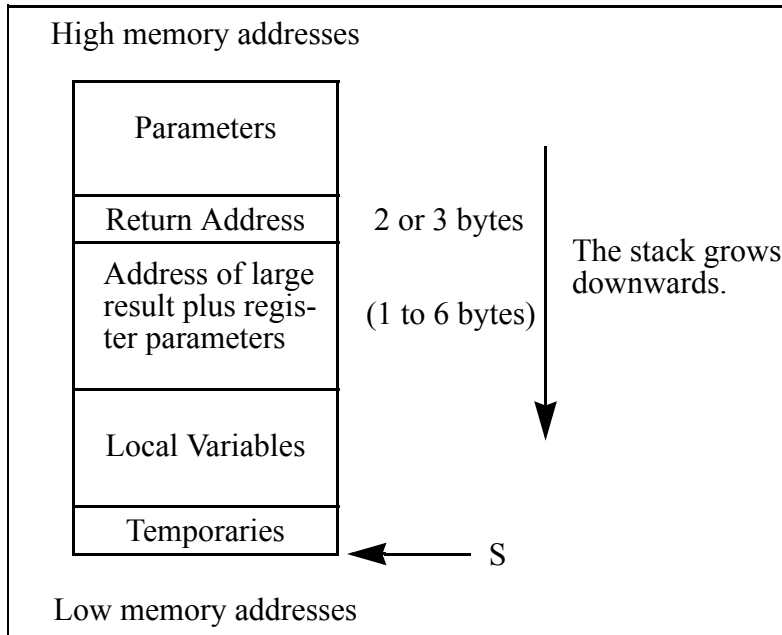 High memory addresses
Parameters
Return Address
2 or 3 bytes
Address of large
result plus regis-
ter parameters
(1 to 6 bytes)
The stack grows
downwards.
Local Variables
Temporaries
S
Low memory addresses